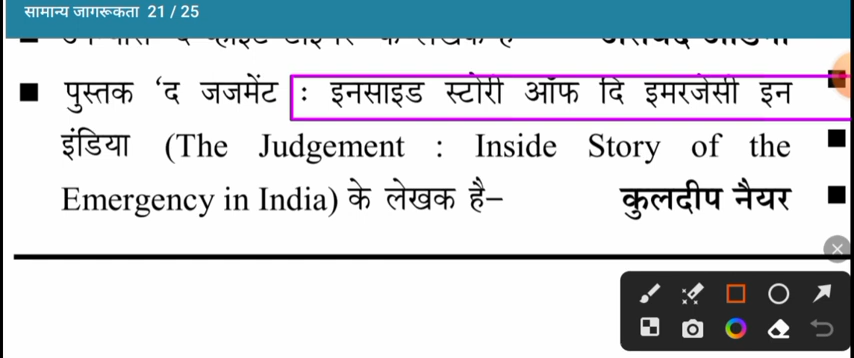 सामान्य जागरूकता 21 / 25
■ पुस्तक ‘द जजमेंट : इनसाइड स्टोरी ऑफ दि इमरजेंसी इन
इंडिया (The Judgement : Inside Story of the
Emergency in India) के लेखक है– कुलदीप नैयर